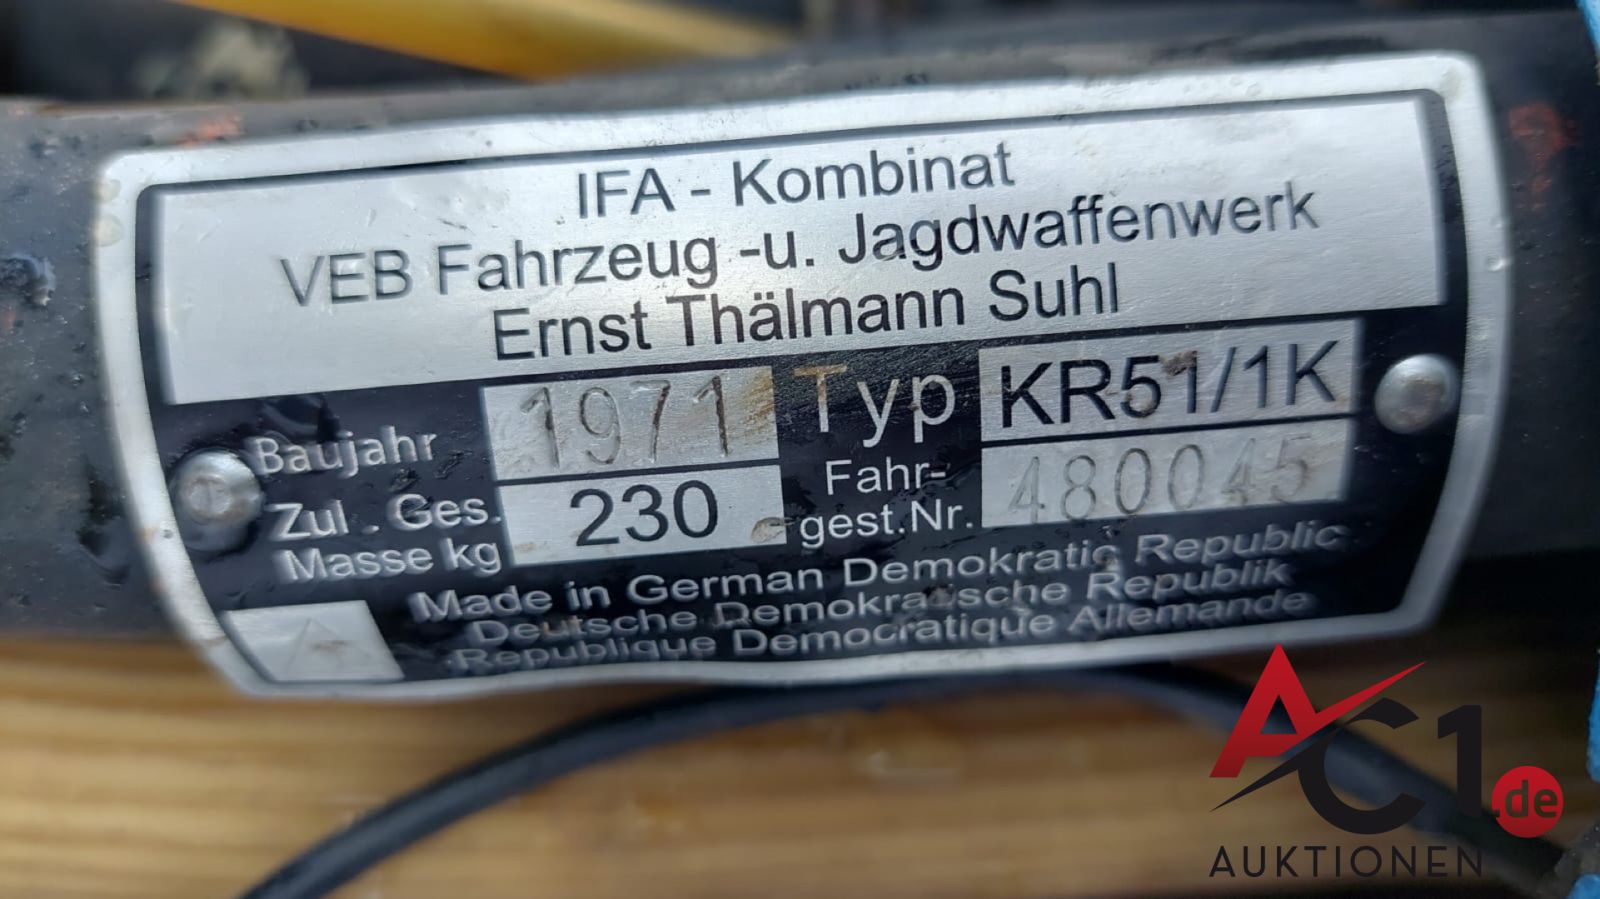 IFA - Kombinat
VEB Fahrzeug -u. Jagdwaffenwerk
Ernst Thälmann Suhl
Baujahr 1971 Typ KR51/1K
Zul . Ges. Masse kg 230 Fahr- gest.Nr. 480045
Made in German Demokratic Republic
Deutsche Demokratische Republik
Republique Democratique Allemande
AC1.de
AUKTIONEN